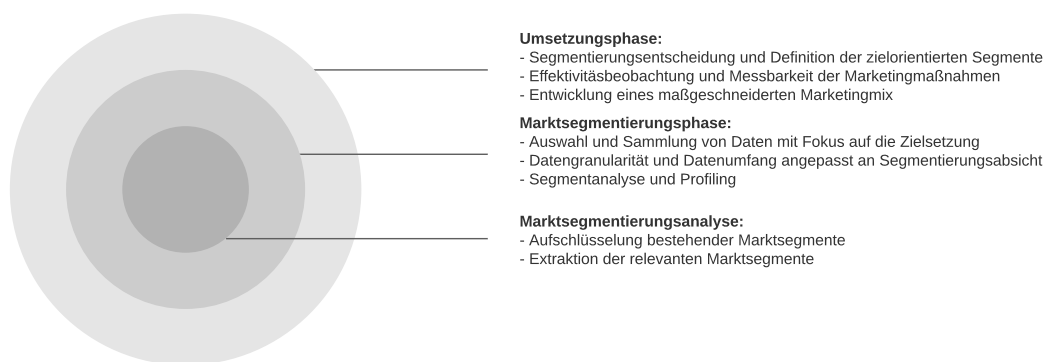 Umsetzungsphase:
- Segmentierungsentscheidung und Definition der zielorientierten Segmente
- Effektivitäsbeobachtung und Messbarkeit der Marketingmaßnahmen
- Entwicklung eines maßgeschneiderten Marketingmix
Marktsegmentierungsphase:
- Auswahl und Sammlung von Daten mit Fokus auf die Zielsetzung
- Datengranularität und Datenumfang angepasst an Segmentierungsabsicht
- Segmentanalyse und Profiling
Marktsegmentierungsanalyse:
- Aufschlüsselung bestehender Marktsegmente
- Extraktion der relevanten Marktsegmente